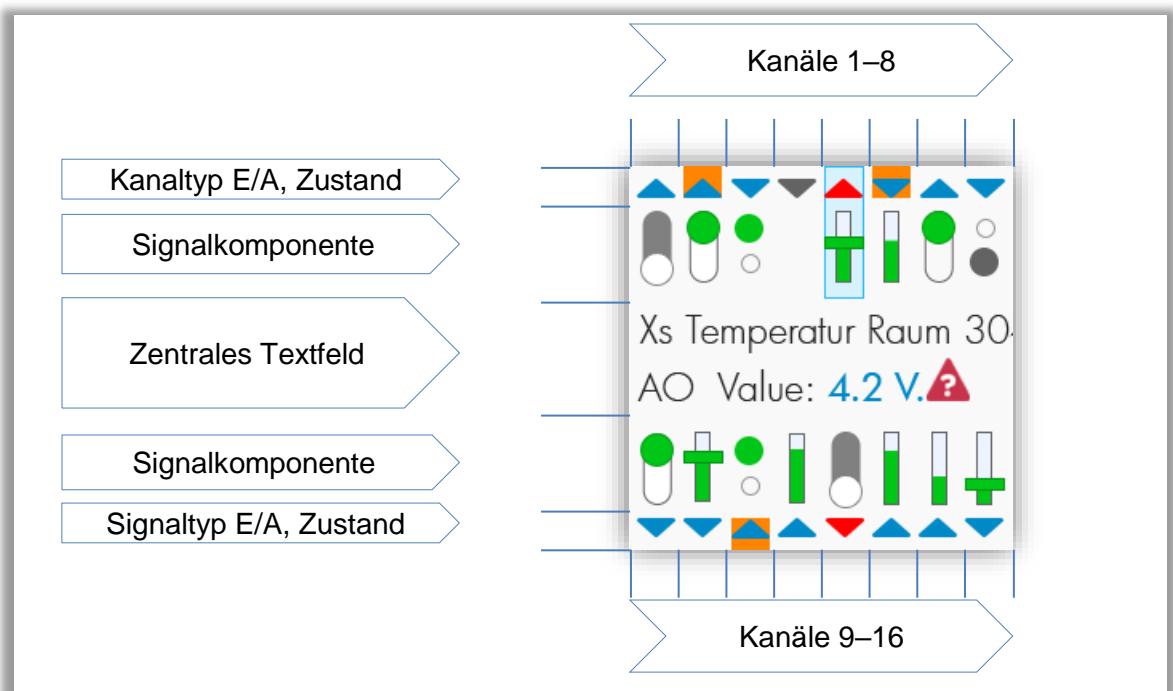 Kanäle 1–8
Kanaltyp E/A, Zustand
Signalkomponente
Zentrales Textfeld
Xs Temperatur Raum 30
AO Value: 4.2 V. ?
Signalkomponente
Signaltyp E/A, Zustand
Kanäle 9–16